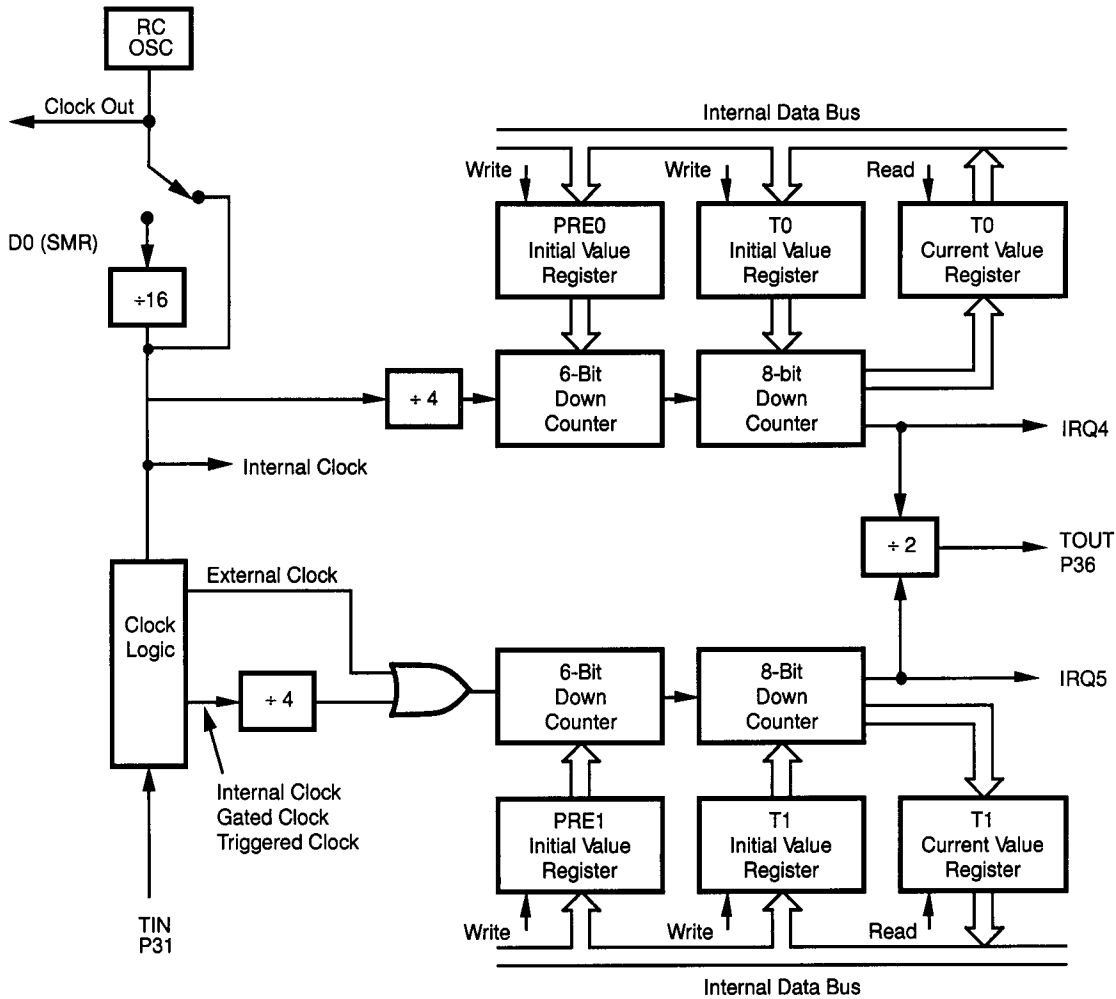 RC
OSC
Clock Out
D0 (SMR)
÷16
Internal Data Bus
Write
Write
Read
PRE0
Initial Value
Register
T0
Initial Value
Register
T0
Current Value
Register
÷ 4
6-Bit
Down
Counter
8-bit
Down
Counter
IRQ4
Internal Clock
÷ 2
TOUT
P36
Clock
Logic
External Clock
÷ 4
Internal Clock
Gated Clock
Triggered Clock
6-Bit
Down
Counter
8-Bit
Down
Counter
IRQ5
PRE1
Initial Value
Register
T1
Initial Value
Register
T1
Current Value
Register
TIN
P31
Write
Write
Read
Internal Data Bus